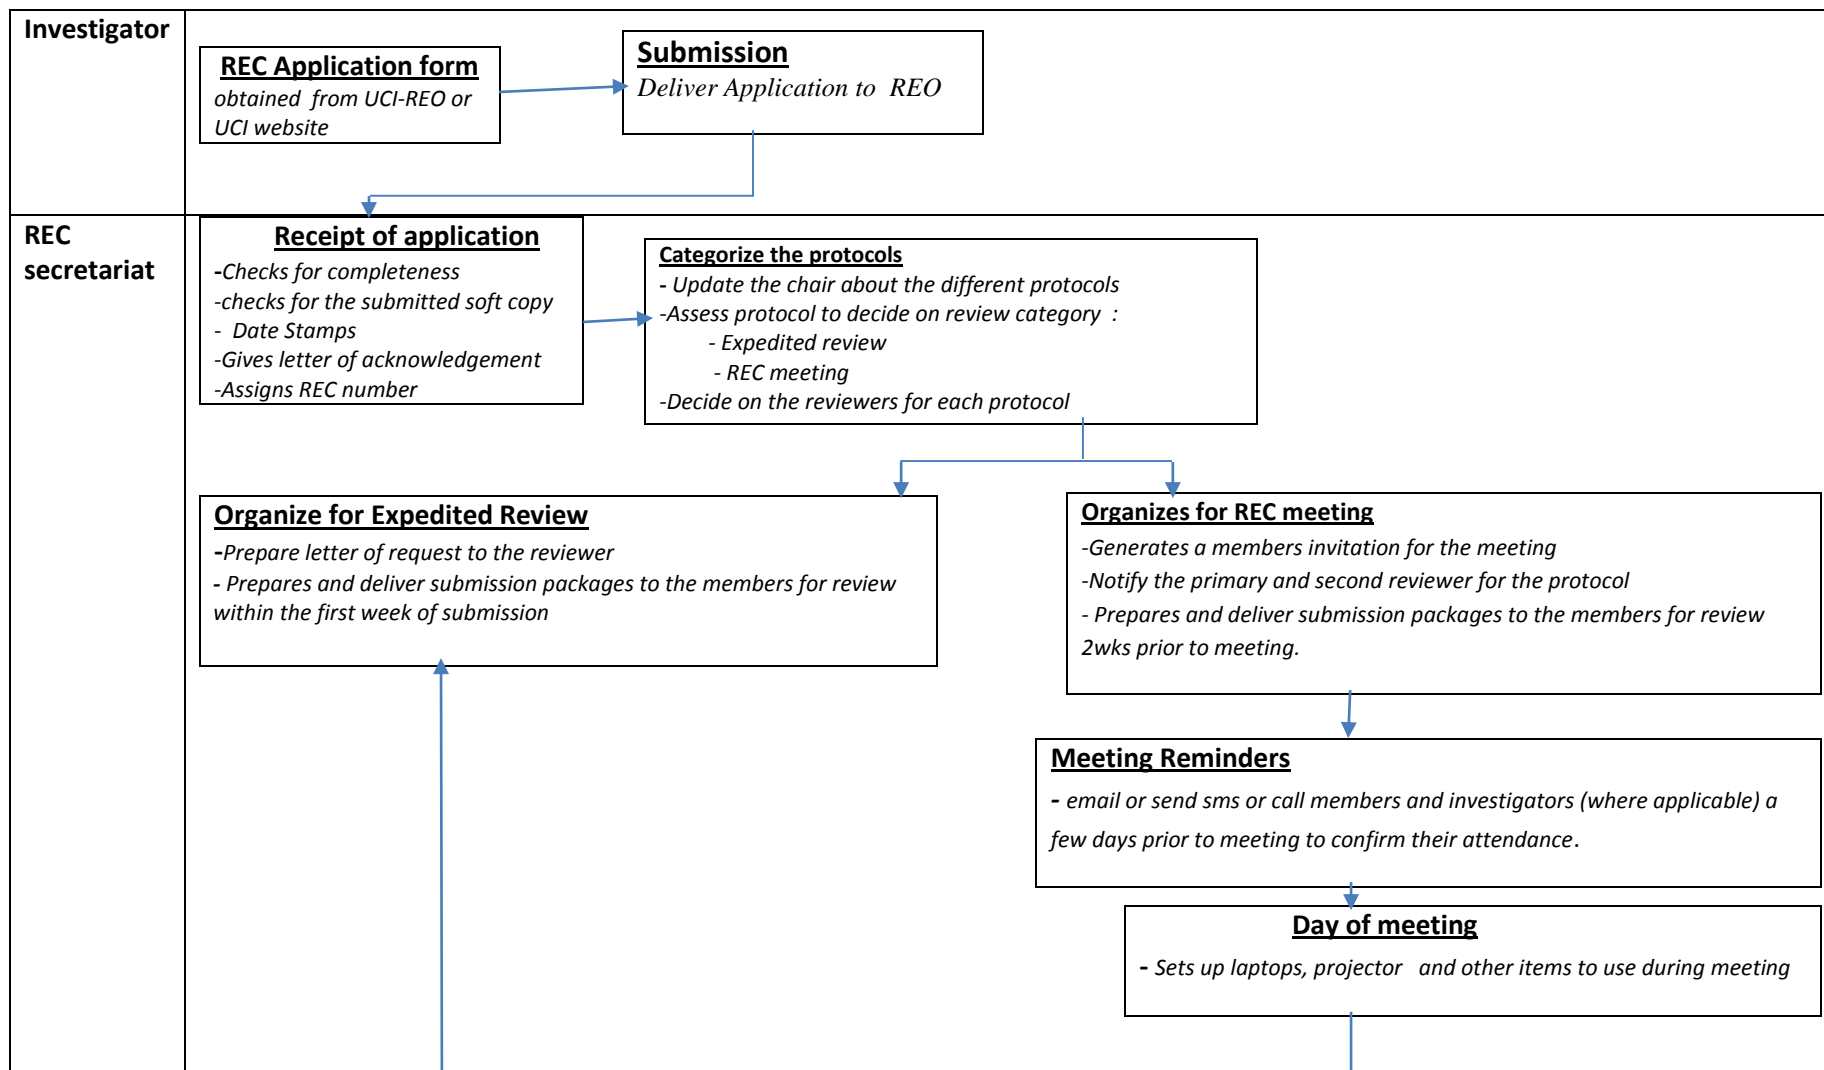 Investigator
REC Application form
obtained from UCI-REO or
UCI website
Submission
Deliver Application to REO
REC
secretariat
Receipt of application
-Checks for completeness
-checks for the submitted soft copy
- Date Stamps
-Gives letter of acknowledgement
-Assigns REC number
Categorize the protocols
- Update the chair about the different protocols
-Assess protocol to decide on review category :
- Expedited review
- REC meeting
-Decide on the reviewers for each protocol
Organize for Expedited Review
-Prepare letter of request to the reviewer
- Prepares and deliver submission packages to the members for review
within the first week of submission
Organizes for REC meeting
-Generates a members invitation for the meeting
-Notify the primary and second reviewer for the protocol
- Prepares and deliver submission packages to the members for review
2wks prior to meeting.
Meeting Reminders
- email or send sms or call members and investigators (where applicable) a
few days prior to meeting to confirm their attendance.
Day of meeting
- Sets up laptops, projector and other items to use during meeting